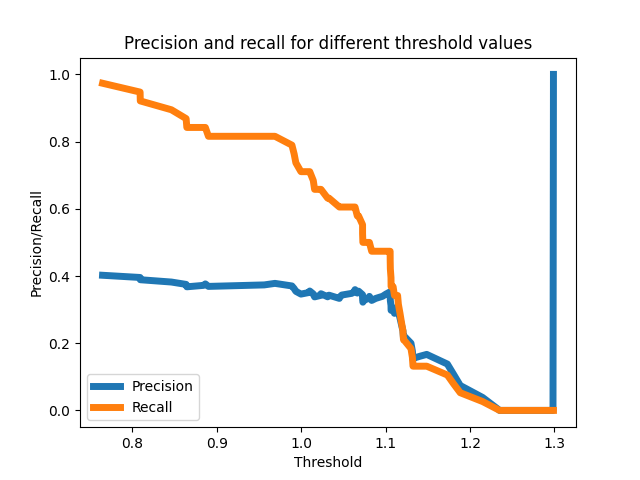 Precision and recall for different threshold values
Precision/Recall
1.0
0.8
0.6
0.4
0.2
0.0
Precision
Recall
0.8 0.9 1.0 1.1 1.2 1.3
Threshold